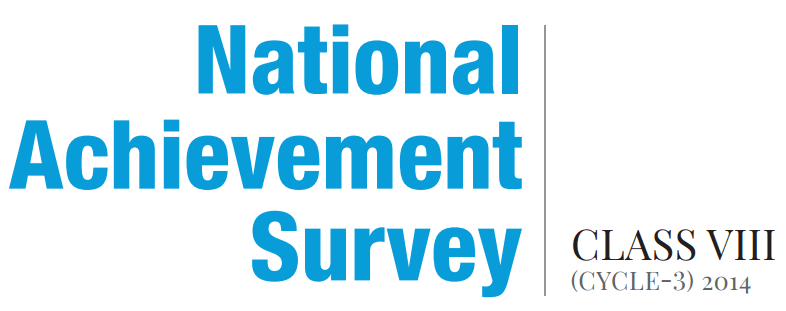 National
Achievement
Survey
CLASS VIII
(CYCLE-3) 2014